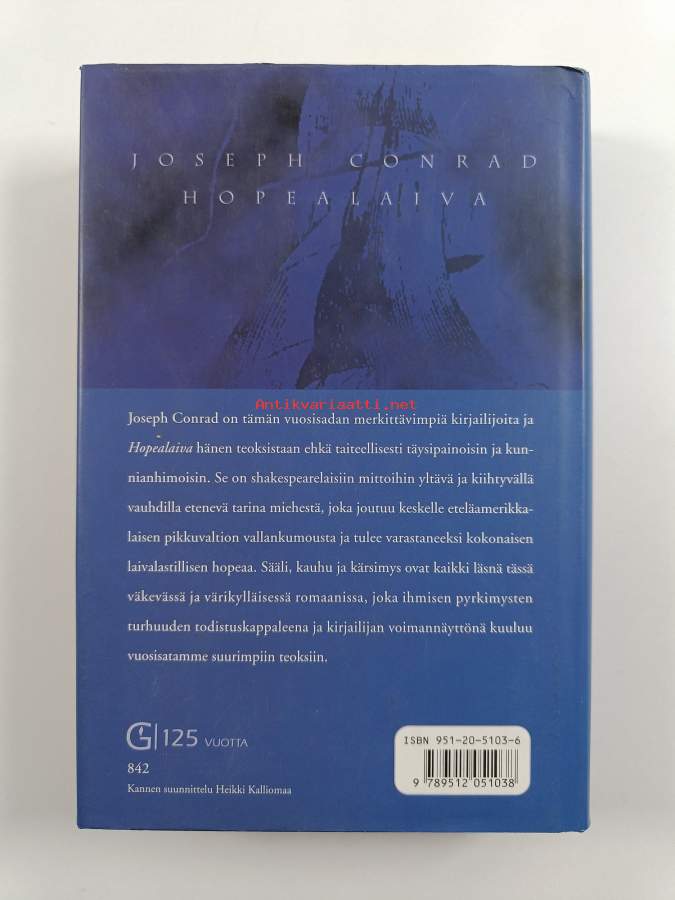 JOSEPH CONRAD
HOPEALAIVA
Antikvariaatti.net
Joseph Conrad on tämän vuosisadan merkittävimpiä kirjailijoita ja
Hopealaiva hänen teoksistaan ehkä taiteellisesti täysipainoisin ja kun-
nianhimoisin. Se on shakespearelaisiin mittoihin yltävä ja kiihtyvällä
vauhdilla etenevä tarina miehestä, joka joutuu keskelle eteläamerikka-
laisen pikkuvaltion vallankumousta ja tulee varastaneeksi kokonaisen
laivalastillisen hopeaa. Sääli, kauhu ja kärsimys ovat kaikki läsnä tässä
väkevässä ja värikylläisessä romaanissa, joka ihmisen pyrkimysten
turhuuden todistuskappaleena ja kirjailijan voimannäyttönä kuuluu
vuosisatamme suurimpiin teoksiin.
G 125 VUOTTA
842
Kannen suunnittelu Heikki Kalliomaa
ISBN 951-20-5103-6
9 789512 051038